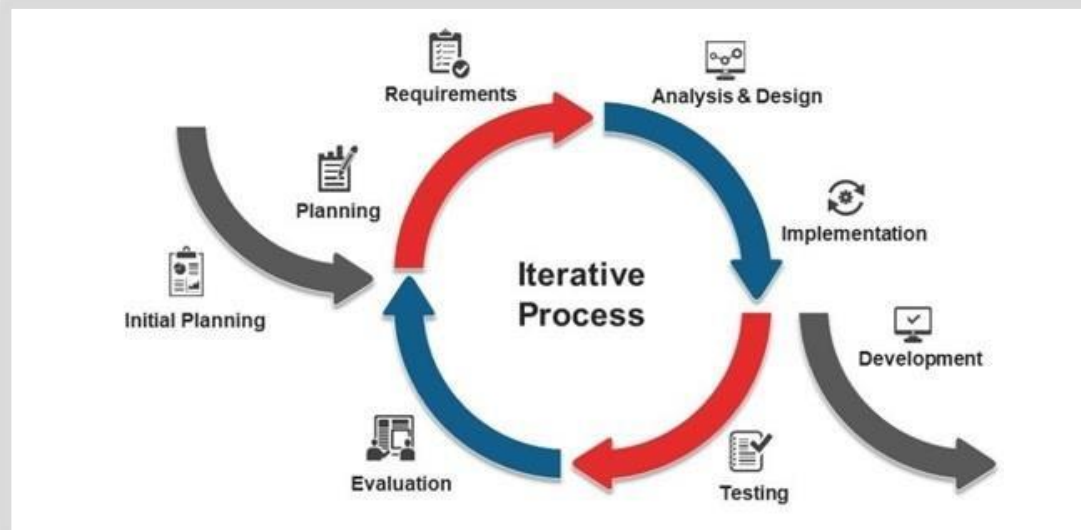 Requirements
Analysis & Design
Planning
Implementation
Iterative
Process
Initial Planning
Development
Evaluation
Testing